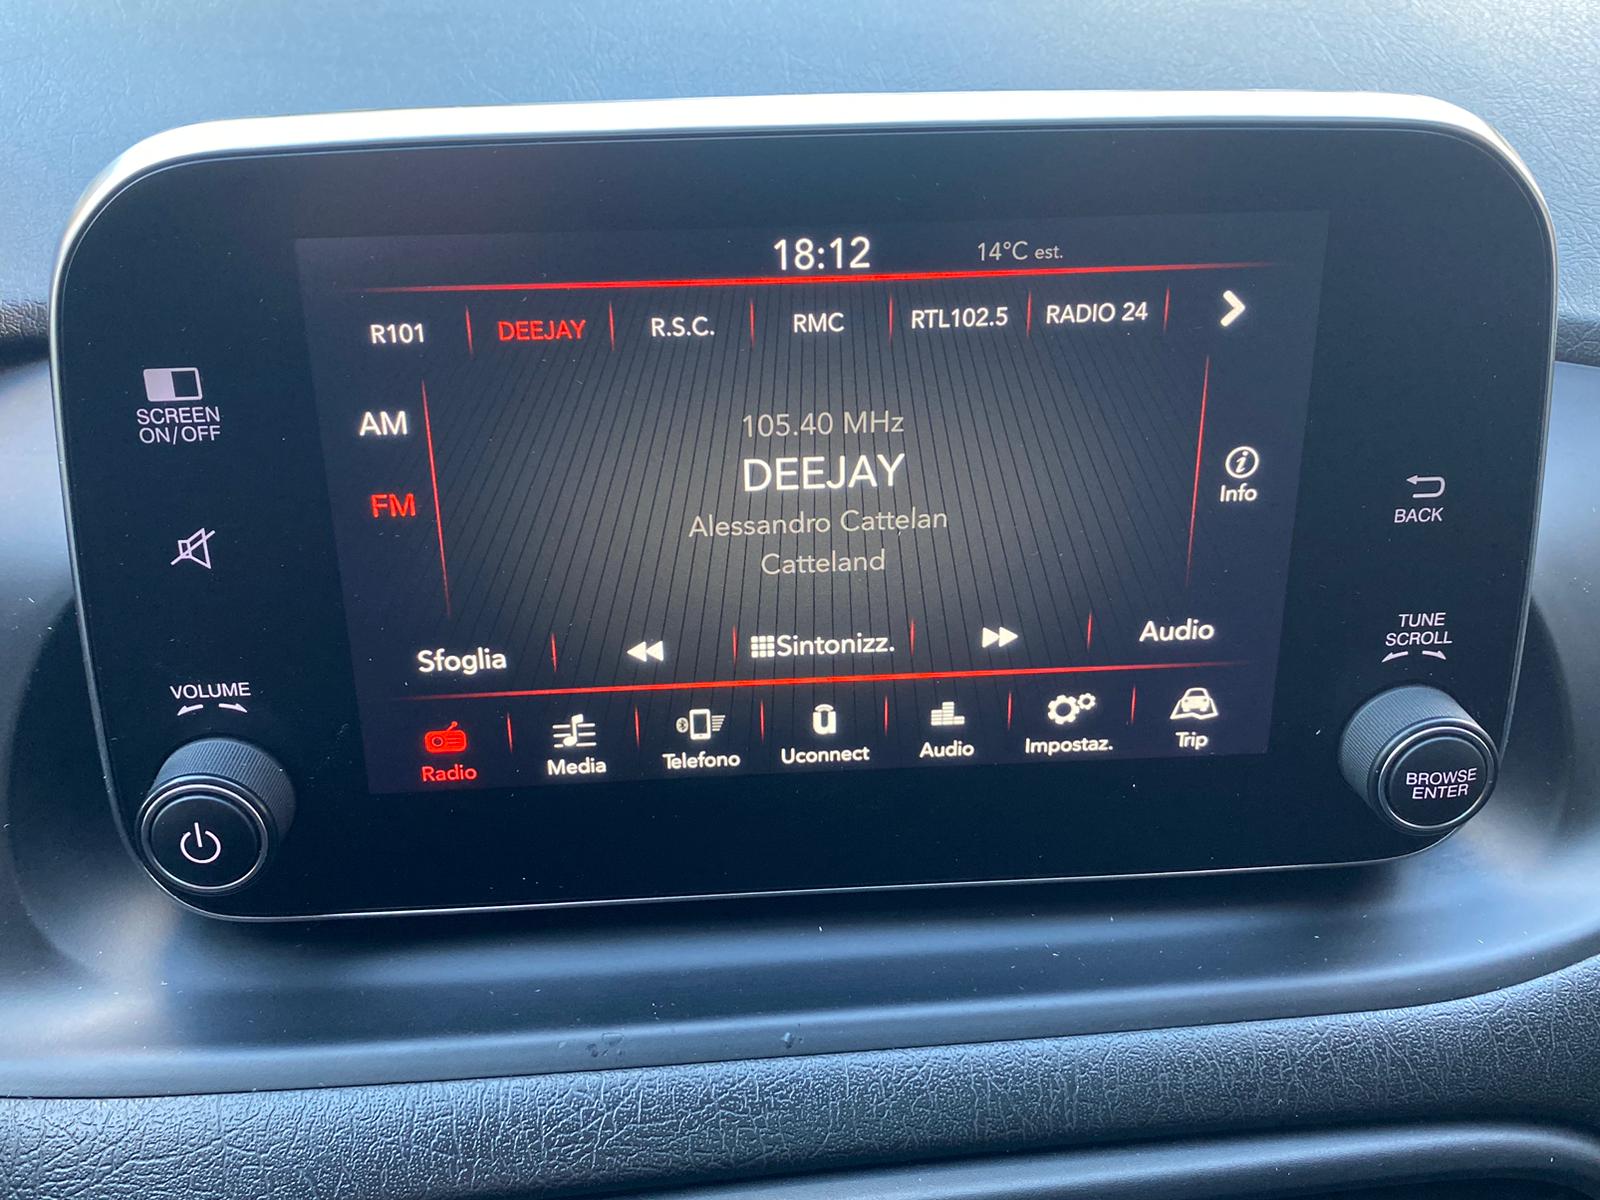 18:12 14°C est.
R101 DEEJAY R.S.C. RMC RTL102.5 RADIO 24
SCREEN
ON/OFF
AM
FM
105.40 MHz
DEEJAY
Alessandro Cattelan
Catteland
Info
BACK
TUNE
SCROLL
Sfoglia Sintonizz. Audio
VOLUME
Radio Media Telefono Uconnect Audio Impostaz. Trip
BROWSE
ENTER